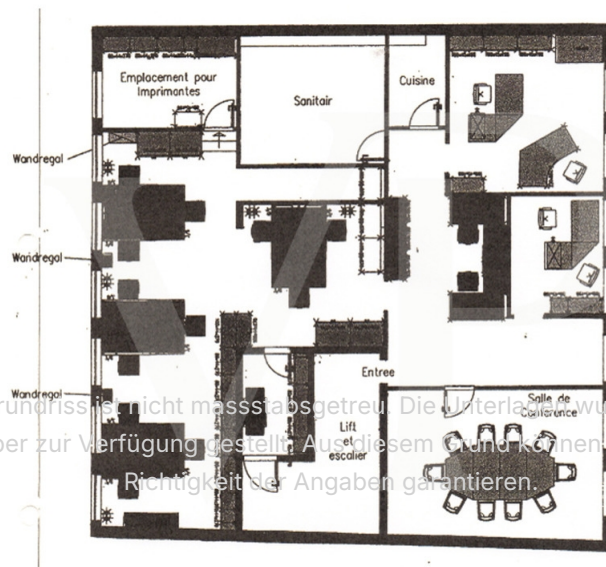 Emplacement pour
Imprimantes
Sanitair
Cuisine
Wandregal
Wandregal
Wandregal
Entree
Lift
et
escalier
Salle de
Conference
rundriss ist nicht massstabsgetreu. Die Unterlagen wu
ber zur Verfügung gestellt. Aus diesem Grund können
Richtigkeit der Angaben garantieren.